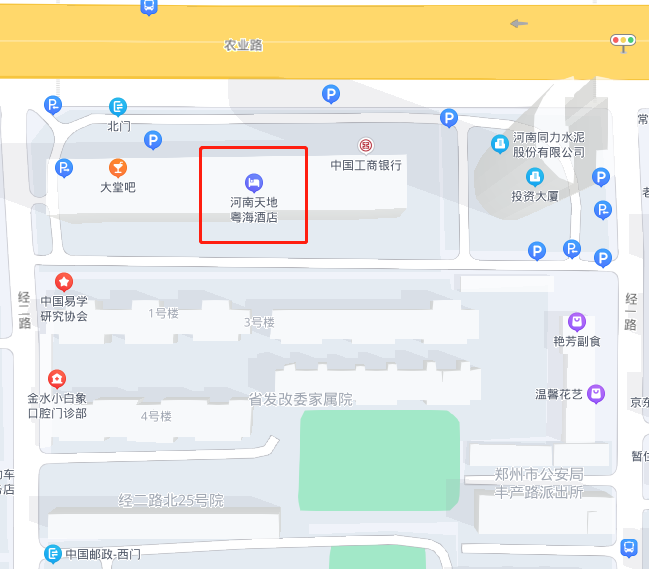 农业路
北门
大堂吧
河南天地
粤海酒店
中国工商银行
河南同力水泥
股份有限公司
投资大厦
常
老
经二路
中国易学
研究协会
1号楼
3号楼
经一路
艳芳副食
金水小白象
口腔门诊部
4号楼
省发改委家属院
温馨花艺
京东
暂住
郑州市公安局
丰产路派出所
经二路北25号院
中国邮政-西门